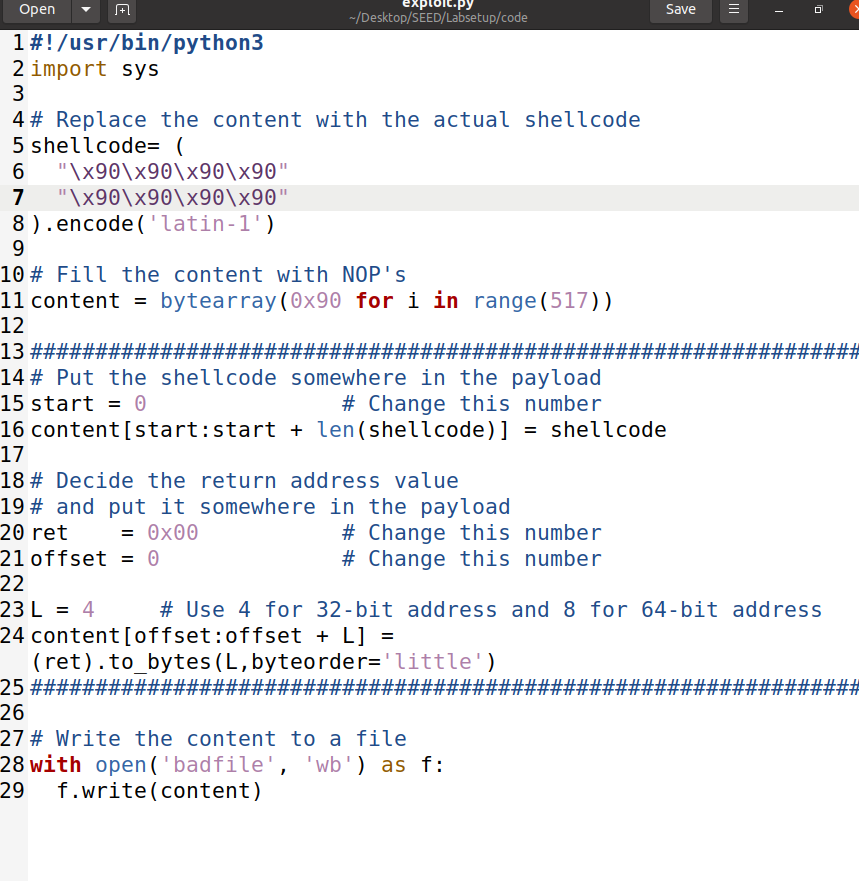 Open
exploit.py
~/Desktop/SEED/Labsetup/code
Save
1 #!/usr/bin/python3
2 import sys
3
4 # Replace the content with the actual shellcode
5 shellcode= (
6   "\x90\x90\x90\x90"
7   "\x90\x90\x90\x90"
8 ).encode('latin-1')
9
10 # Fill the content with NOP's
11 content = bytearray(0x90 for i in range(517))
12
13 ################################################################
14 # Put the shellcode somewhere in the payload
15 start = 0               # Change this number
16 content[start:start + len(shellcode)] = shellcode
17
18 # Decide the return address value
19 # and put it somewhere in the payload
20 ret    = 0x00           # Change this number
21 offset = 0              # Change this number
22
23 L = 4     # Use 4 for 32-bit address and 8 for 64-bit address
24 content[offset:offset + L] =
(ret).to_bytes(L,byteorder='little')
25 ################################################################
26
27 # Write the content to a file
28 with open('badfile', 'wb') as f:
29   f.write(content)